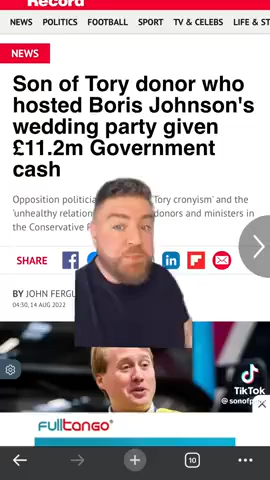 Record
NEWS POLITICS FOOTBALL SPORT TV & CELEBS LIFE & ST
NEWS
Son of Tory donor who
hosted Boris Johnson's
wedding party given
£11.2m Government
cash
Opposition politicia Tory cronyism' and the
'unhealthy relation donors and ministers in
the Conservative
SHARE
BY JOHN FERGU
04:30, 14 AUG 2022
TikTok
@sonofp
fulltango
10